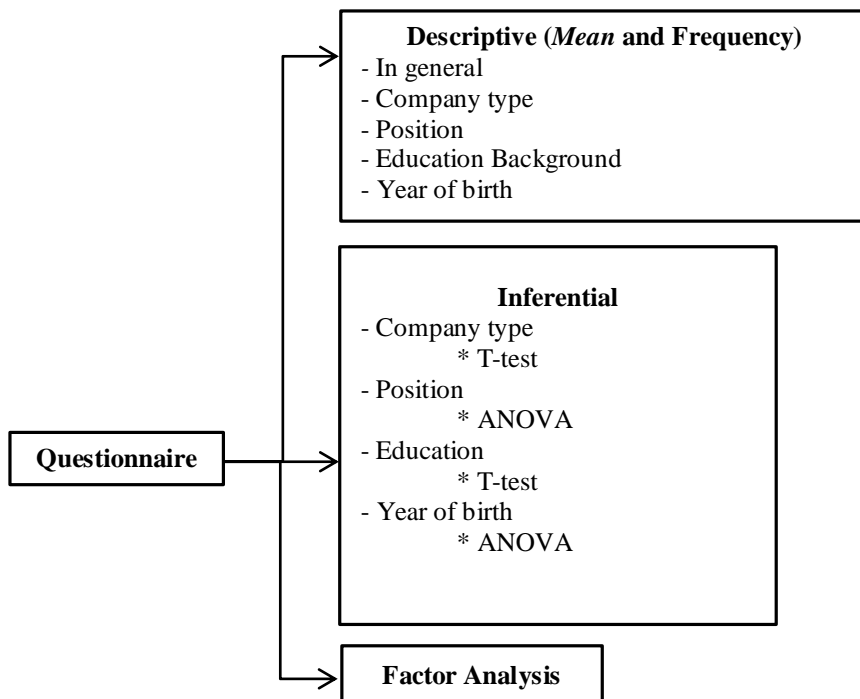 Descriptive (Mean and Frequency)
- In general
- Company type
- Position
- Education Background
- Year of birth
Inferential
- Company type
* T-test
- Position
* ANOVA
- Education
* T-test
- Year of birth
* ANOVA
Questionnaire
Factor Analysis